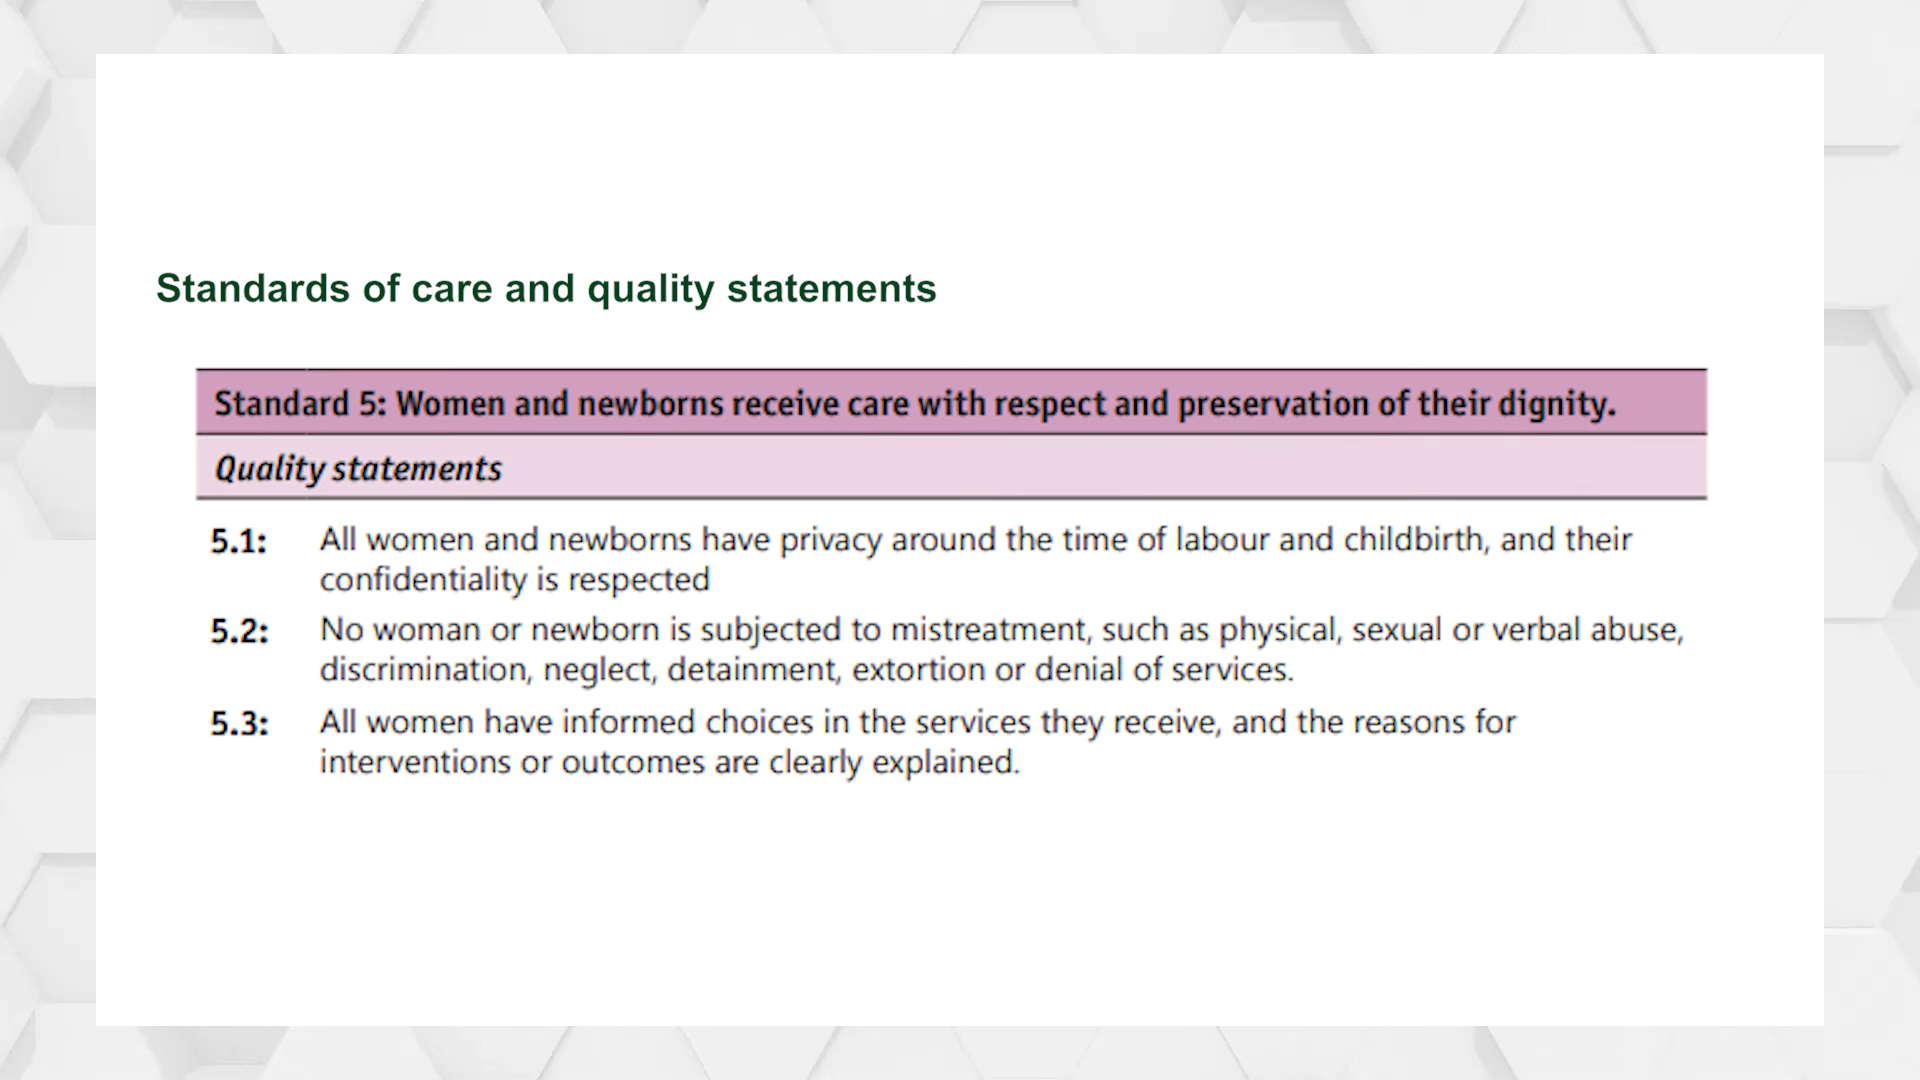 Standards of care and quality statements
Standard 5: Women and newborns receive care with respect and preservation of their dignity.
Quality statements
5.1: All women and newborns have privacy around the time of labour and childbirth, and their
confidentiality is respected
5.2: No woman or newborn is subjected to mistreatment, such as physical, sexual or verbal abuse,
discrimination, neglect, detainment, extortion or denial of services.
5.3: All women have informed choices in the services they receive, and the reasons for
interventions or outcomes are clearly explained.